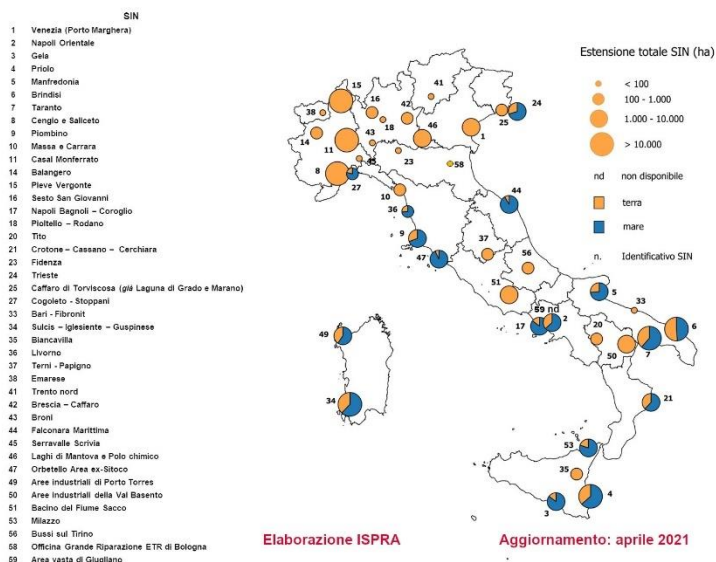 SIN
1 Venezia (Porto Marghera)
2 Napoli Orientale
3 Gela
4 Priolo
5 Manfredonia
6 Brindisi
7 Taranto
8 Cengio e Saliceto
9 Piombino
10 Massa e Carrara
11 Casal Monferrato
14 Balangero
15 Pieve Vergonte
16 Sesto San Giovanni
17 Napoli Bagnoli – Coroglio
18 Pioltello – Rodano
20 Tito
21 Crotone – Cassano – Cerchiara
23 Fidenza
24 Trieste
25 Caffaro di Torviscosa (già Laguna di Grado e Marano)
27 Cogoleto - Stoppani
33 Bari - Fibronit
34 Sulcis – Iglesiente – Guspinese
35 Biancavilla
36 Livorno
37 Terni - Papigno
38 Emarese
41 Trento nord
42 Brescia – Caffaro
43 Broni
44 Falconara Marittima
45 Serravalle Scrivia
46 Laghi di Mantova e Polo chimico
47 Orbetello Area ex-Sitoco
49 Aree industriali di Porto Torres
50 Aree industriali della Val Basento
51 Bacino del Fiume Sacco
53 Milazzo
56 Bussi sul Tirino
58 Officina Grande Riparazione ETR di Bologna
59 Area vasta di Giugliano
15
41
24
38
16
42
25
14
18
46
1
43
11
23
58
45
8
27
10
44
36
9
37
47
56
51
5
33
59 nd
2
17
20
6
50
7
49
34
21
53
35
4
3
Estensione totale SIN (ha)
< 100
100 - 1.000
1.000 - 10.000
> 10.000
nd non disponibile
terra
mare
n. Identificativo SIN
Elaborazione ISPRA
Aggiornamento: aprile 2021